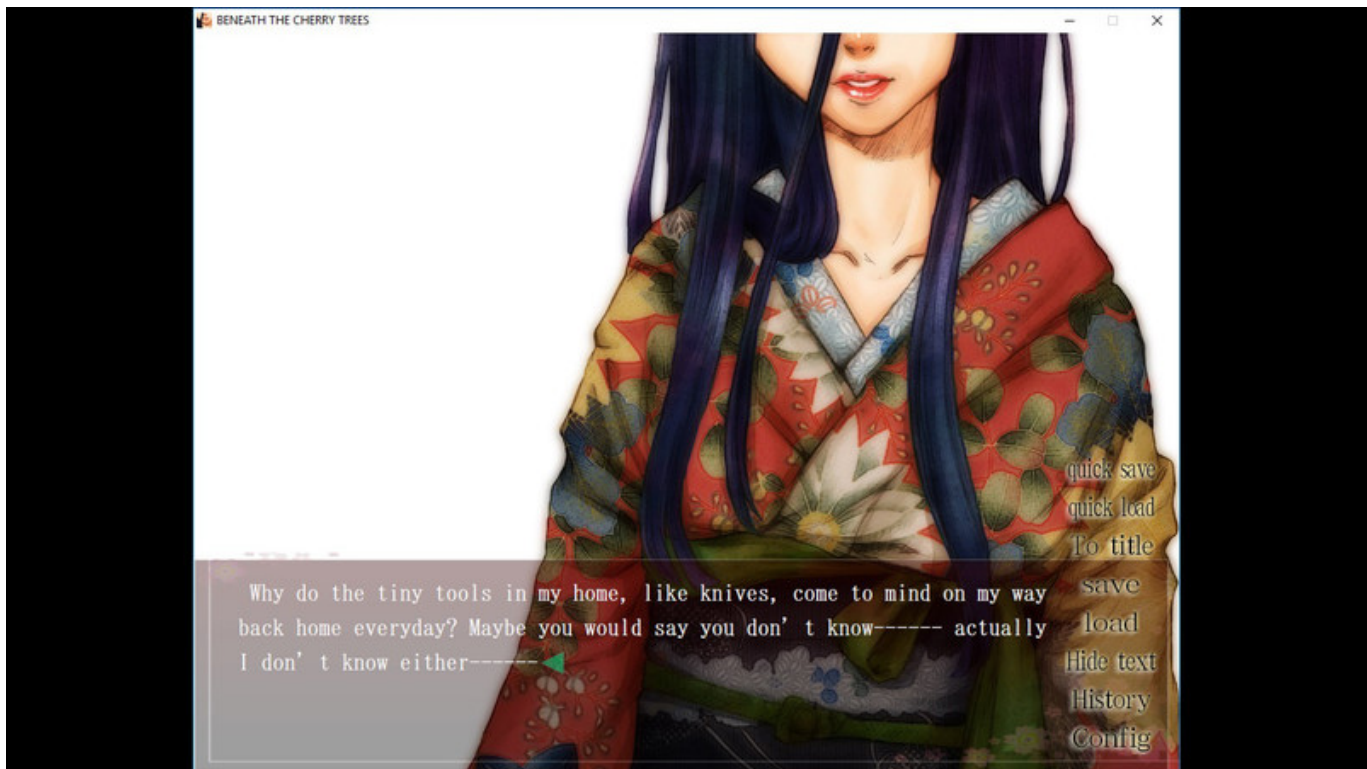 BENEATH THE CHERRY TREES
quick save
quick load
To title
save
load
Hide text
History
Config
Why do the tiny tools in my home, like knives, come to mind on my way
back home everyday? Maybe you would say you don't know------ actually
I don't know either------